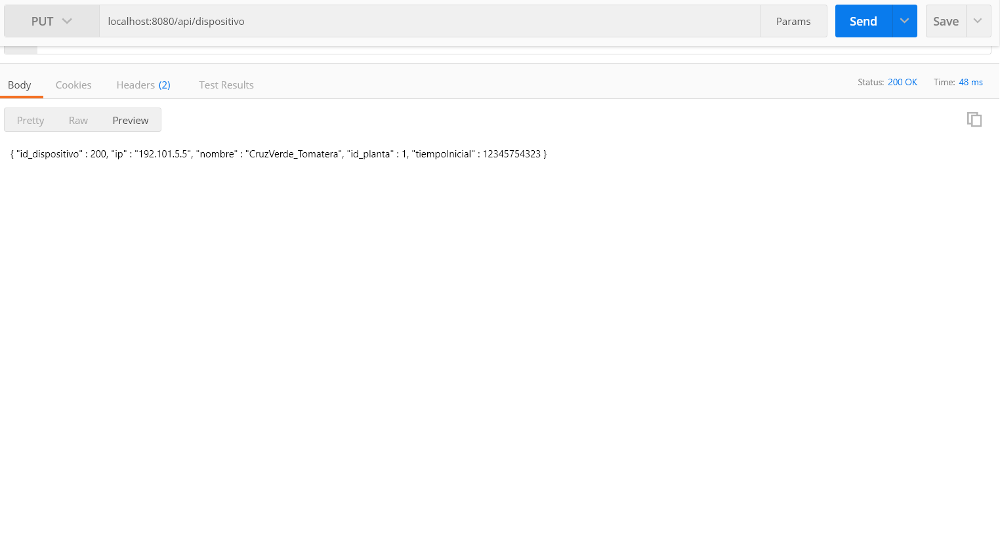 PUT localhost:8080/api/dispositivo Params Send Save
Body Cookies Headers (2) Test Results Status: 200 OK Time: 48 ms
Pretty Raw Preview
{ "id_dispositivo" : 200, "ip" : "192.101.5.5", "nombre" : "CruzVerde_Tomatera", "id_planta" : 1, "tiempoInicial" : 12345754323 }